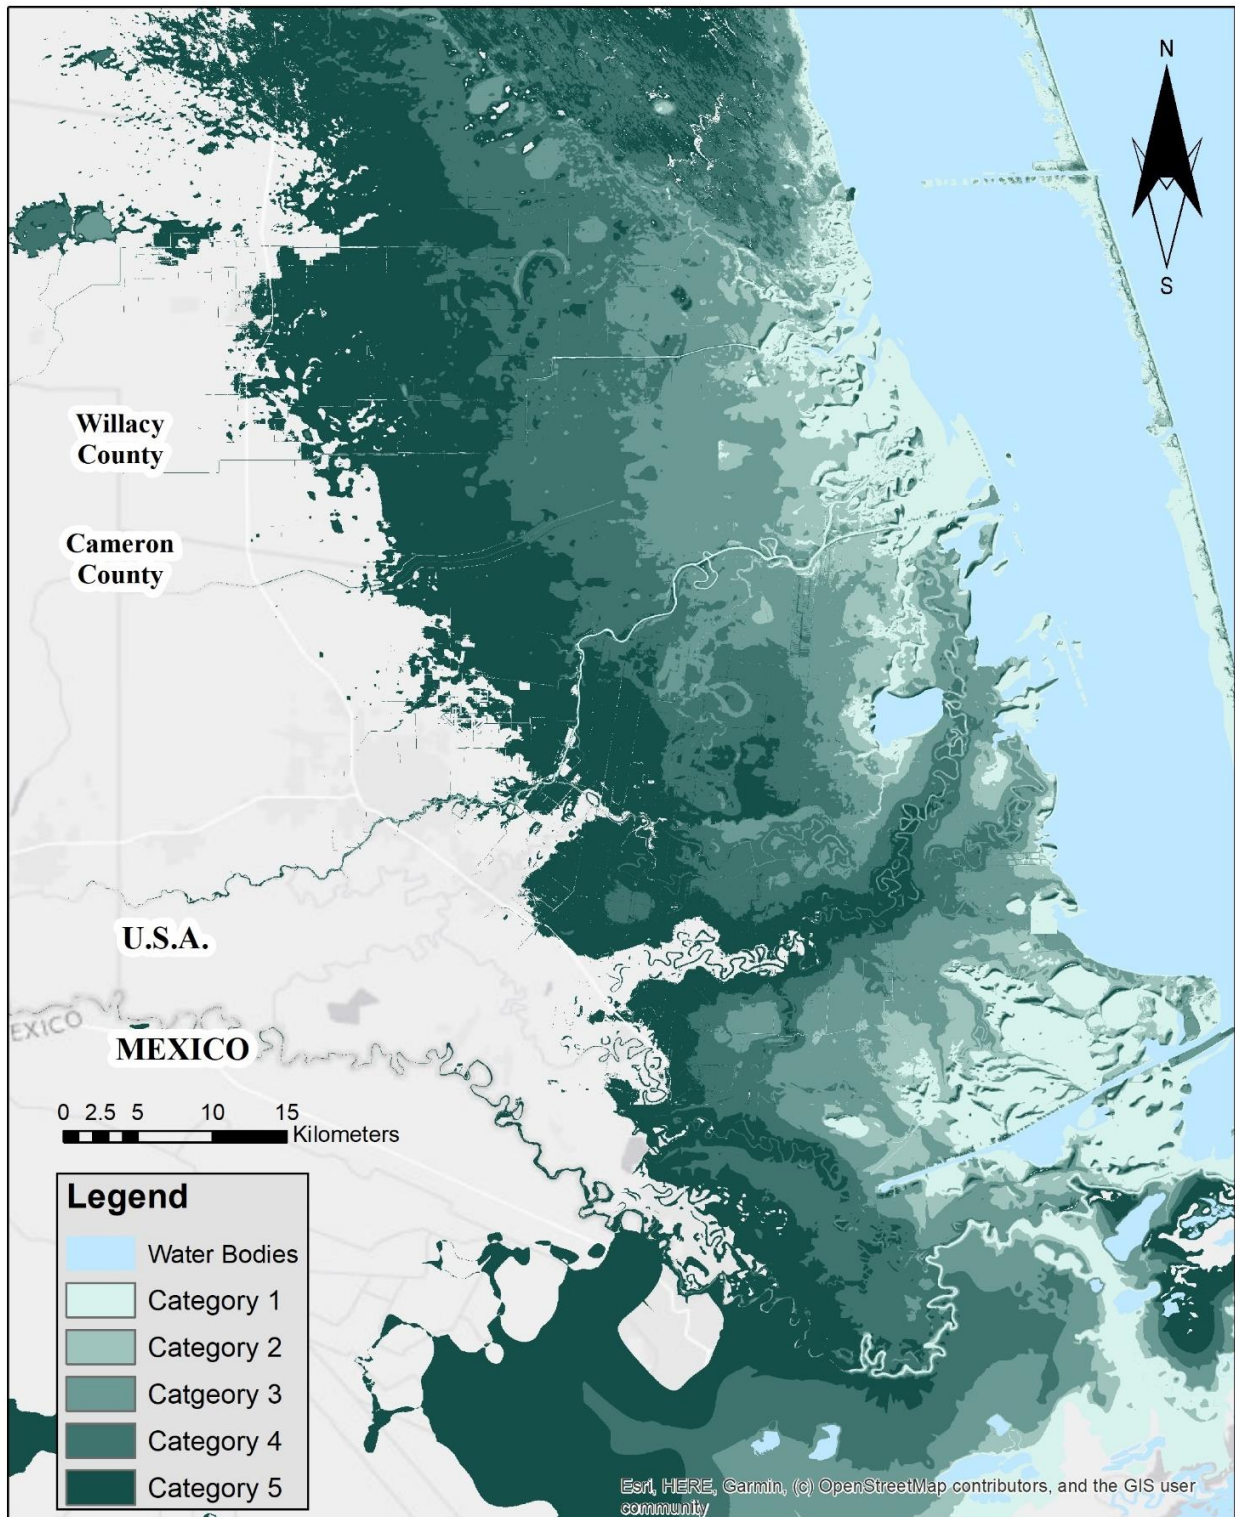 N
S
Willacy
County
Cameron
County
U.S.A.
EXICO
MEXICO
0 2.5 5 10 15
Kilometers
Legend
Water Bodies
Category 1
Category 2
Catgeory 3
Category 4
Category 5
Esri, HERE, Garmin, (c) OpenStreetMap contributors, and the GIS user
community